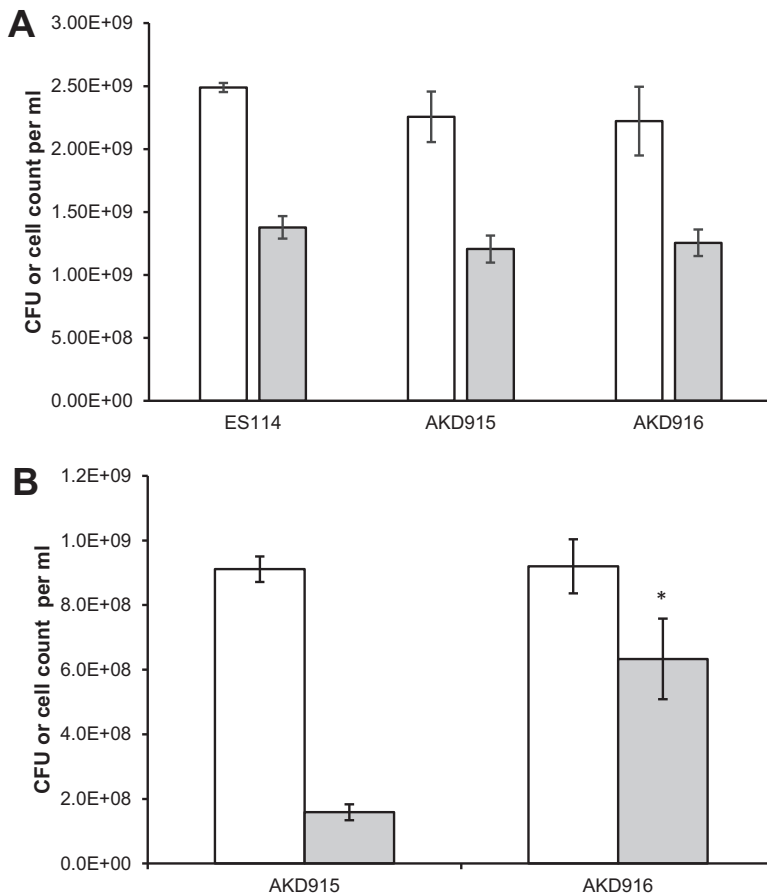 A
CFU or cell count per ml
3.00E+09
2.50E+09
2.00E+09
1.50E+09
1.00E+09
5.00E+08
0.00E+00
ES114
AKD915
AKD916
B
CFU or cell count per ml
1.2E+09
1.0E+09
8.0E+08
6.0E+08
4.0E+08
2.0E+08
0.0E+00
*
AKD915
AKD916